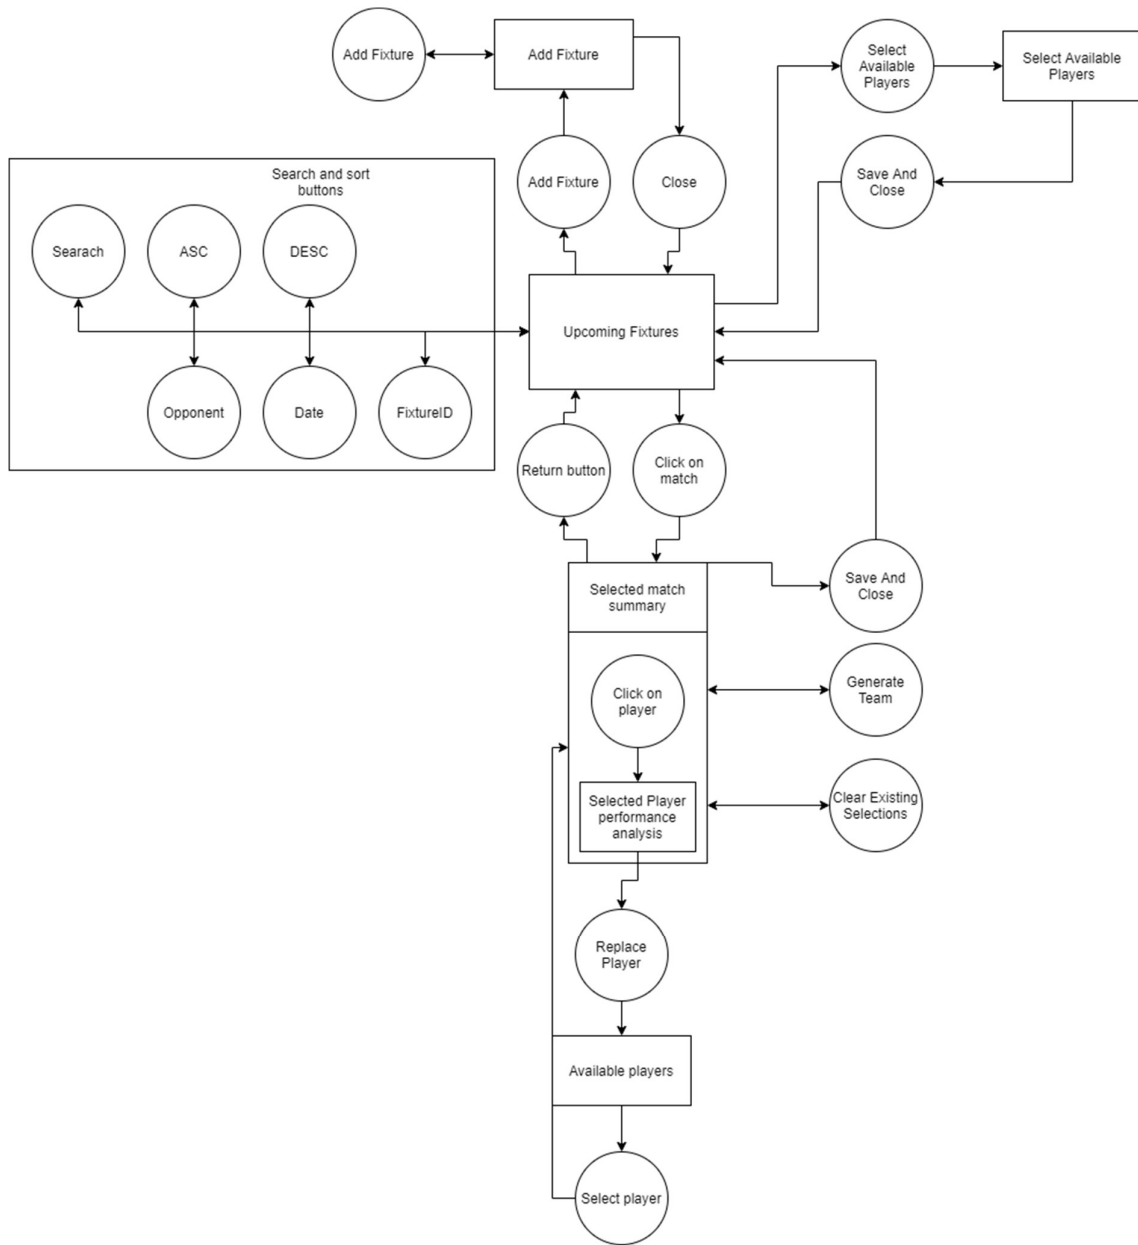 Add Fixture
Add Fixture
Select
Available
Players
Select Available
Players
Add Fixture
Close
Save And
Close
Search and sort
buttons
Searach
ASC
DESC
Upcoming Fixtures
Opponent
Date
FixtureID
Return button
Click on
match
Selected match
summary
Save And
Close
Click on
player
Generate
Team
Selected Player
performance
analysis
Clear Existing
Selections
Replace
Player
Available players
Select player